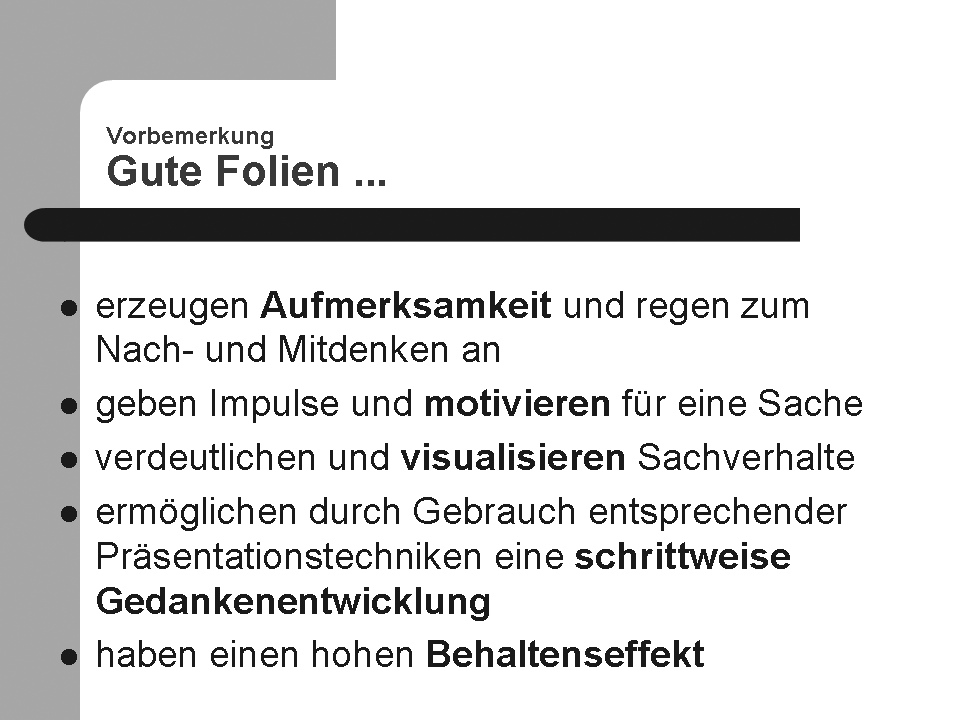 Vorbemerkung
Gute Folien ...
erzeugen Aufmerksamkeit und regen zum
Nach- und Mitdenken an
geben Impulse und motivieren für eine Sache
verdeutlichen und visualisieren Sachverhalte
ermöglichen durch Gebrauch entsprechender
Präsentationstechniken eine schrittweise
Gedankenentwicklung
haben einen hohen Behaltenseffekt